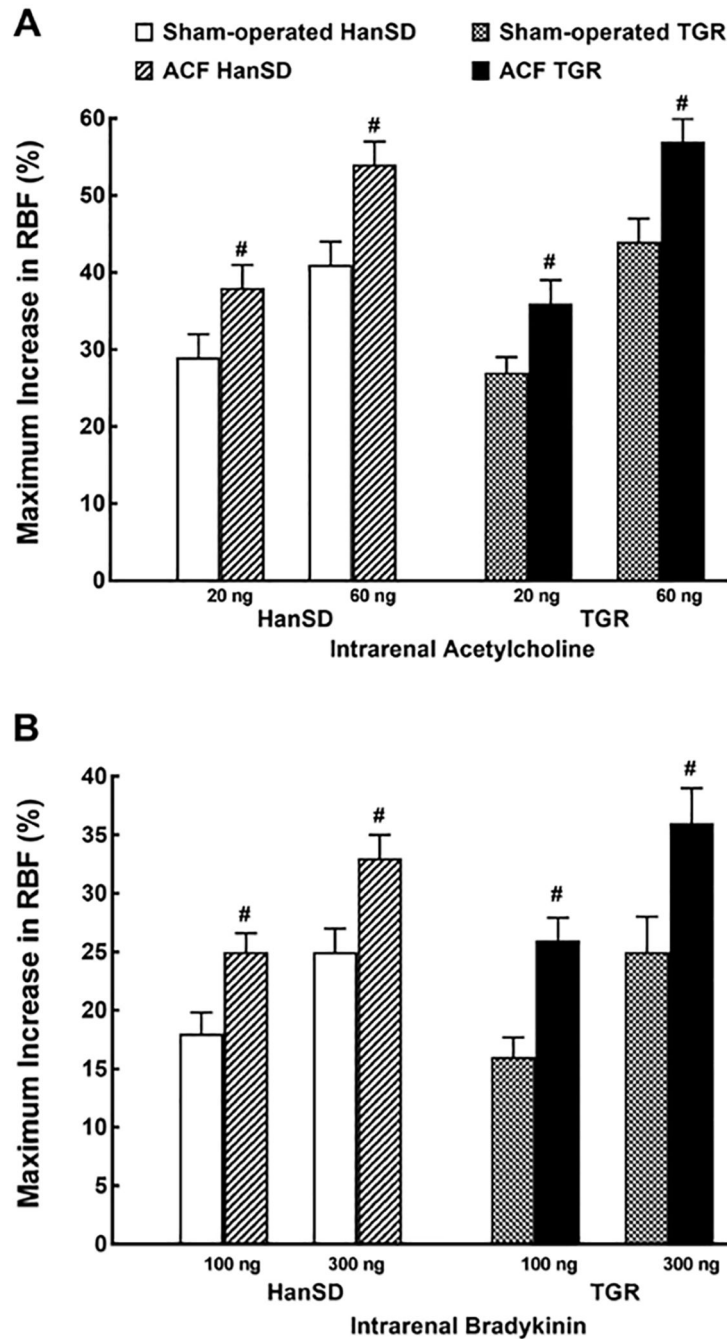 A
Sham-operated HanSD
Sham-operated TGR
ACF HanSD
ACF TGR
Maximum Increase in RBF (%)
60
50
40
30
20
10
0
# # # #
20 ng 60 ng 20 ng 60 ng
HanSD TGR
Intrarenal Acetylcholine
B
Maximum Increase in RBF (%)
40
35
30
25
20
15
10
5
0
# # # #
100 ng 300 ng 100 ng 300 ng
HanSD TGR
Intrarenal Bradykinin